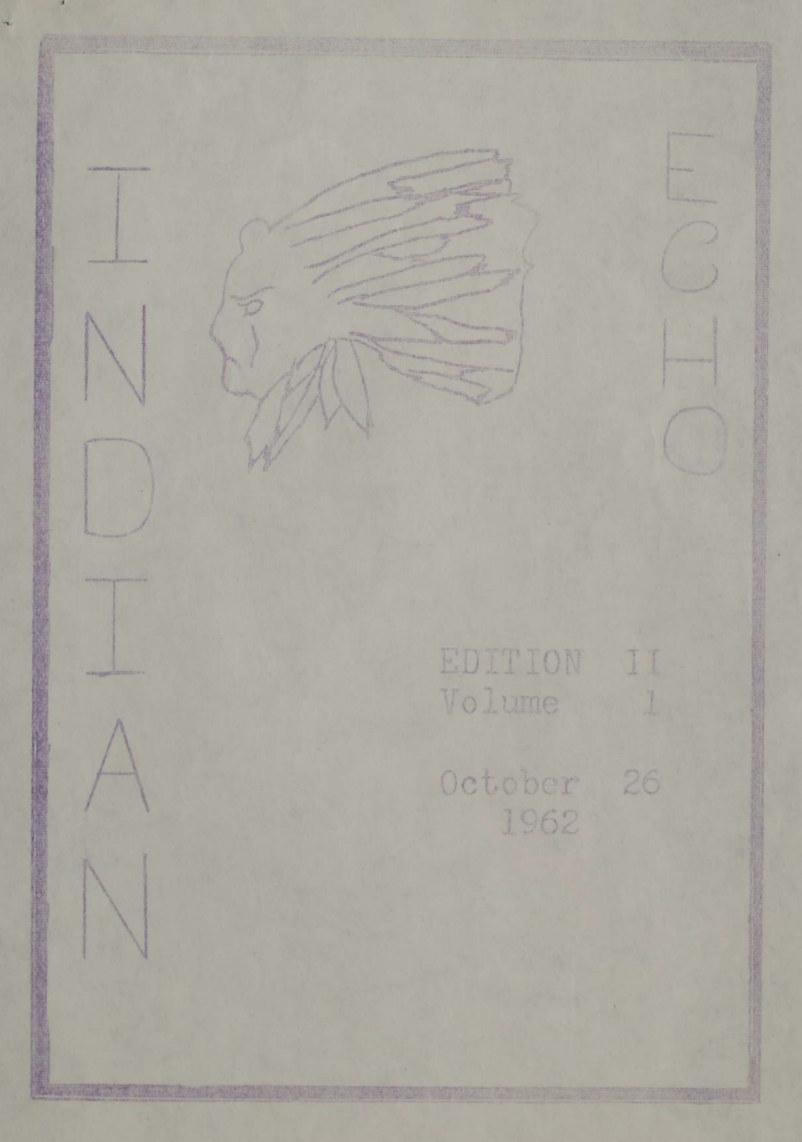 INDIAN
ECHO
EDITION II
Volume 1
October 26
1962